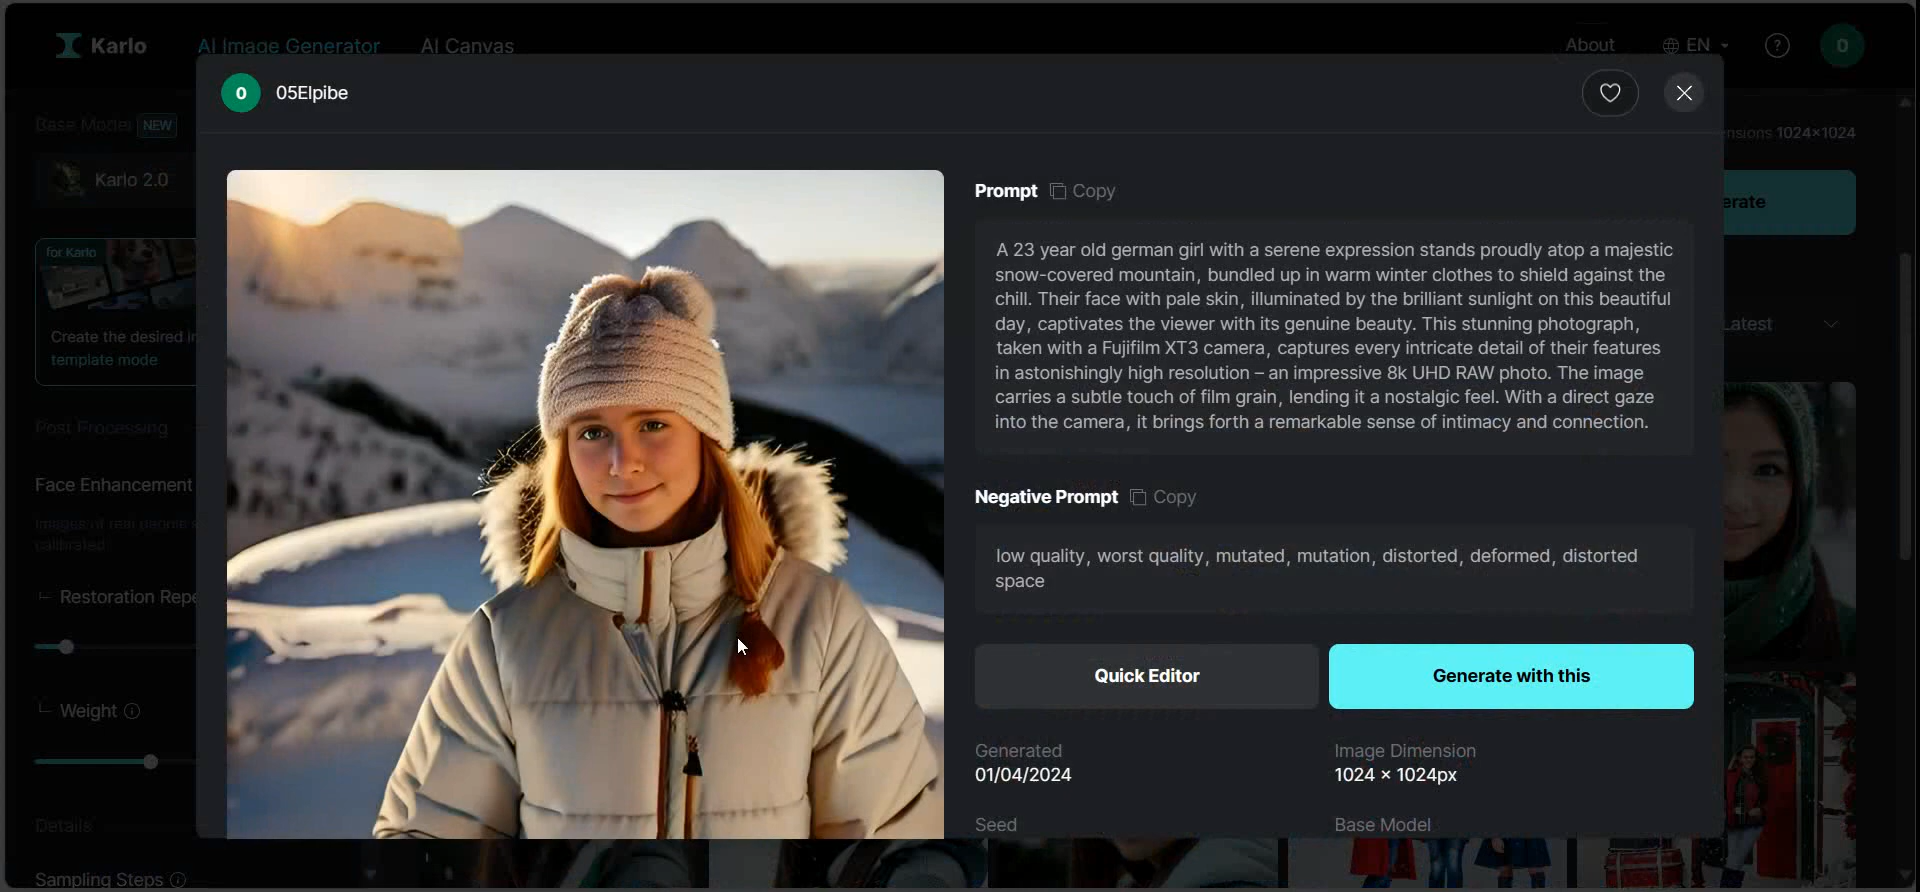 Karlo
AI Image Generator
AI Canvas
About
EN
?
0
0
05Elpibe
Base Model NEW
Karlo 2.0
for Karlo
Create the desired
template mode
Post Processing
Face Enhancement
Images of real people
calibrated
Restoration
Weight
Details
Sampling Steps
Prompt Copy
A 23 year old german girl with a serene expression stands proudly atop a majestic
snow-covered mountain, bundled up in warm winter clothes to shield against the
chill. Their face with pale skin, illuminated by the brilliant sunlight on this beautiful
day, captivates the viewer with its genuine beauty. This stunning photograph,
taken with a Fujifilm XT3 camera, captures every intricate detail of their features
in astonishingly high resolution – an impressive 8k UHD RAW photo. The image
carries a subtle touch of film grain, lending it a nostalgic feel. With a direct gaze
into the camera, it brings forth a remarkable sense of intimacy and connection.
Negative Prompt Copy
low quality, worst quality, mutated, mutation, distorted, deformed, distorted
space
Quick Editor
Generate with this
Generated
01/04/2024
Image Dimension
1024 × 1024px
Seed
Base Model
1024×1024
Latest